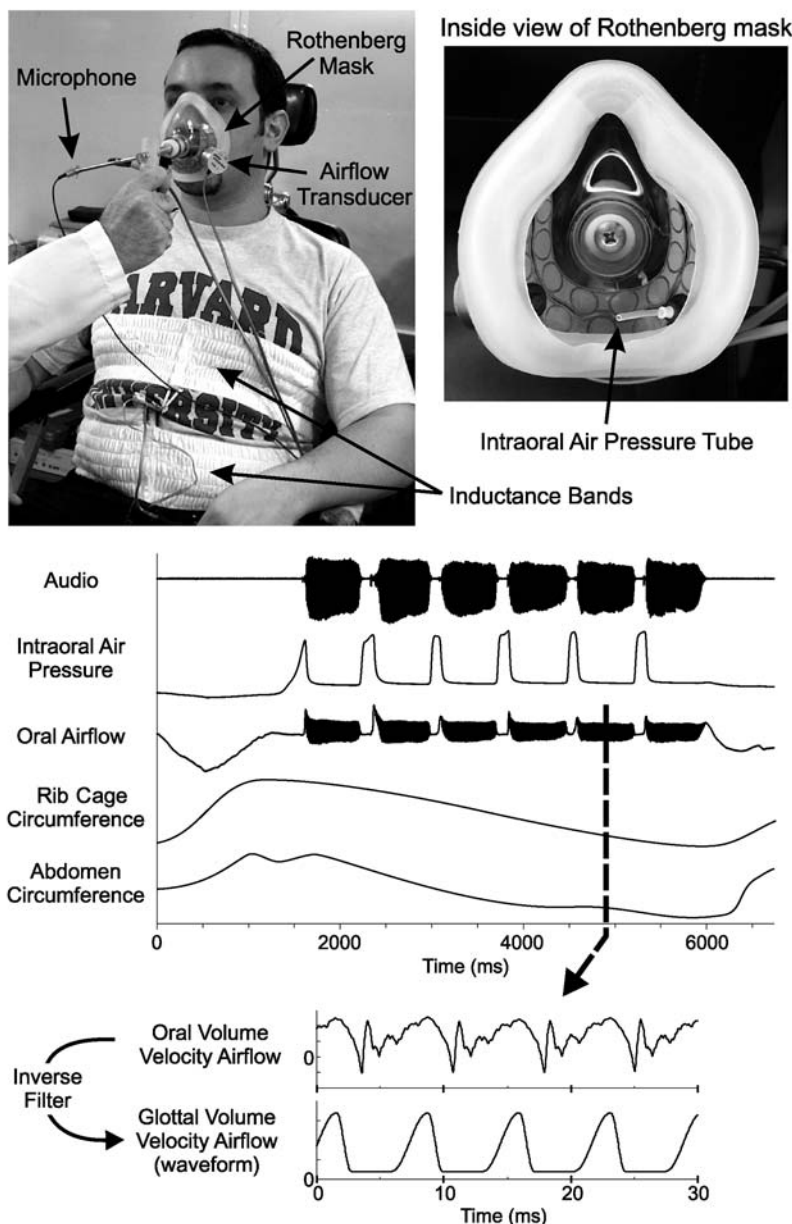 Inside view of Rothenberg mask
Rothenberg
Mask
Microphone
Airflow
Transducer
HARVARD
UNIVERSITY
Intraoral Air Pressure Tube
Inductance Bands
Audio
Intraoral Air
Pressure
Oral Airflow
Rib Cage
Circumference
Abdomen
Circumference
0
2000
4000
6000
Time (ms)
Oral Volume
Velocity Airflow
0
Inverse
Filter
Glottal Volume
Velocity Airflow
(waveform)
0
0
10
20
30
Time (ms)